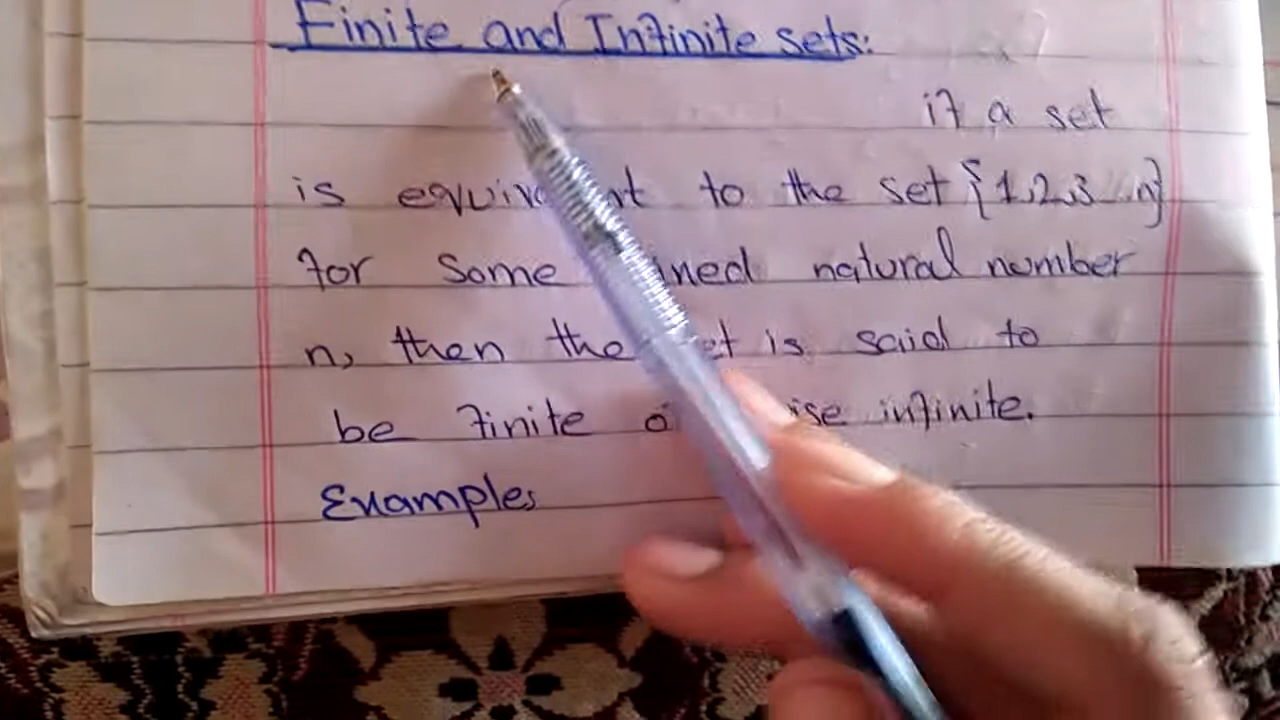 Finite and Infinite sets:
if a set
is to the set {1,2,3....n}
for some natural number
n, then the is said to
be finite infinite.
Examples